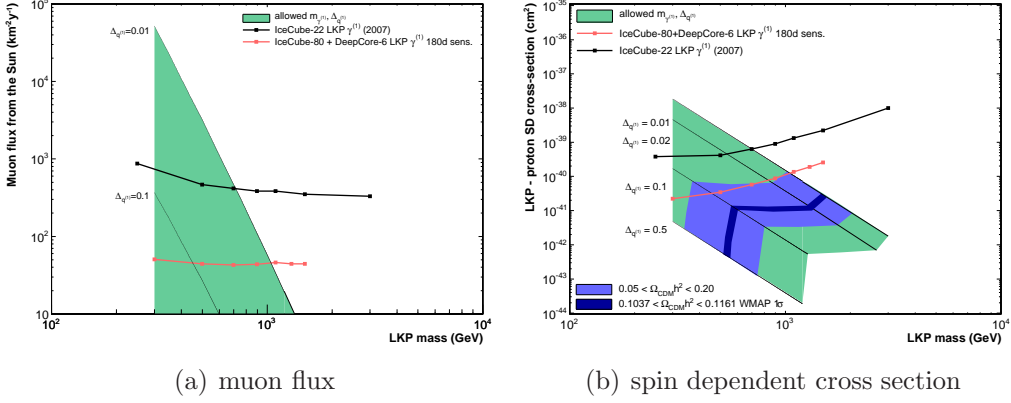 allowed m_γ⁽¹⁾, Δ_q⁽¹⁾
IceCube-22 LKP γ⁽¹⁾ (2007)
IceCube-80 + DeepCore-6 LKP γ⁽¹⁾ 180d sens.
Δ_q⁽¹⁾=0.01
Δ_q⁽¹⁾=0.1
Muon flux from the Sun (km⁻²y⁻¹)
10⁵
10⁴
10³
10²
10
10² 10³ 10⁴
LKP mass (GeV)
(a) muon flux
allowed m_γ⁽¹⁾, Δ_q⁽¹⁾
IceCube-80+DeepCore-6 LKP γ⁽¹⁾ 180d sens.
IceCube-22 LKP γ⁽¹⁾ (2007)
Δ_q⁽¹⁾ = 0.01
Δ_q⁽¹⁾ = 0.02
Δ_q⁽¹⁾ = 0.1
Δ_q⁽¹⁾ = 0.5
0.05 < Ω_CDM h² < 0.20
0.1037 < Ω_CDM h² < 0.1161 WMAP 1σ
LKP - proton SD cross-section (cm²)
10⁻³⁵
10⁻³⁶
10⁻³⁷
10⁻³⁸
10⁻³⁹
10⁻⁴⁰
10⁻⁴¹
10⁻⁴²
10⁻⁴³
10⁻⁴⁴
10² 10³ 10⁴
LKP mass (GeV)
(b) spin dependent cross section